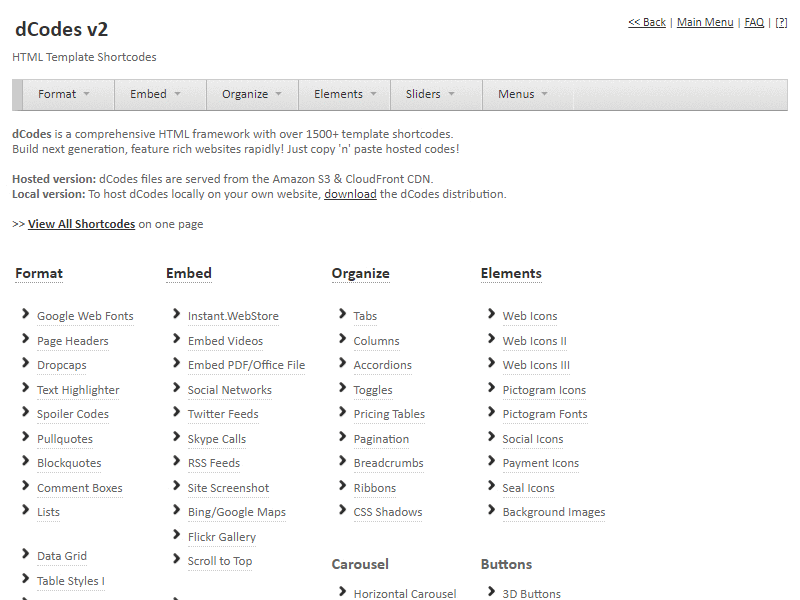 dCodes v2
<< Back | Main Menu | FAQ | [?]
HTML Template Shortcodes
Format Embed Organize Elements Sliders Menus
dCodes is a comprehensive HTML framework with over 1500+ template shortcodes.
Build next generation, feature rich websites rapidly! Just copy 'n' paste hosted codes!
Hosted version: dCodes files are served from the Amazon S3 & CloudFront CDN.
Local version: To host dCodes locally on your own website, download the dCodes distribution.
>> View All Shortcodes on one page
Format
Google Web Fonts
Page Headers
Dropcaps
Text Highlighter
Spoiler Codes
Pullquotes
Blockquotes
Comment Boxes
Lists
Data Grid
Table Styles I
Embed
Instant.WebStore
Embed Videos
Embed PDF/Office File
Social Networks
Twitter Feeds
Skype Calls
RSS Feeds
Site Screenshot
Bing/Google Maps
Flickr Gallery
Scroll to Top
Organize
Tabs
Columns
Accordions
Toggles
Pricing Tables
Pagination
Breadcrumbs
Ribbons
CSS Shadows
Carousel
Horizontal Carousel
Elements
Web Icons
Web Icons II
Web Icons III
Pictogram Icons
Pictogram Fonts
Social Icons
Payment Icons
Seal Icons
Background Images
Buttons
3D Buttons